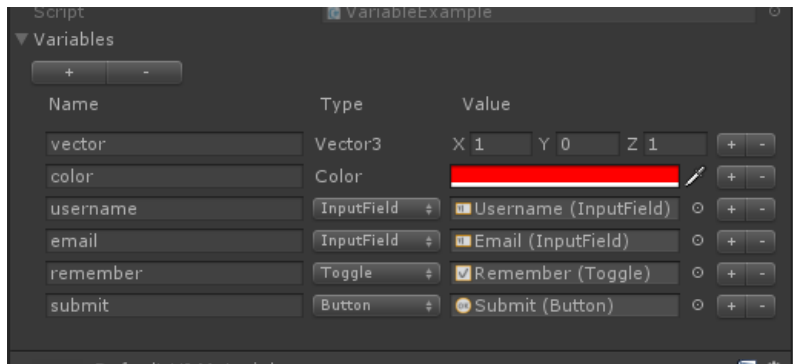 Script VariableExample
Variables
+ -
Name Type Value
vector Vector3 X 1 Y 0 Z 1 + -
color Color + -
username InputField Username (InputField) + -
email InputField Email (InputField) + -
remember Toggle Remember (Toggle) + -
submit Button Submit (Button) + -